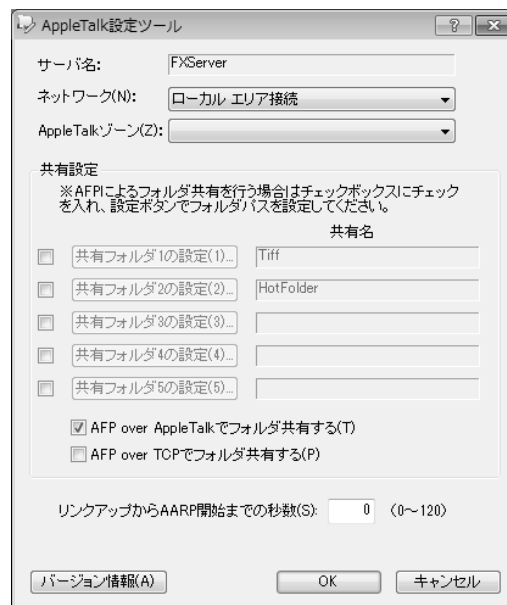 AppleTalk設定ツール
サーバ名: FXServer
ネットワーク(N): ローカル エリア接続
AppleTalkゾーン(Z):
共有設定
※AFPによるフォルダ共有を行う場合はチェックボックスにチェック
を入れ、設定ボタンでフォルダパスを設定してください。
共有名
共有フォルダ1の設定(1)... Tiff
共有フォルダ2の設定(2)... HotFolder
共有フォルダ3の設定(3)...
共有フォルダ4の設定(4)...
共有フォルダ5の設定(5)...
AFP over AppleTalkでフォルダ共有する(T)
AFP over TCPでフォルダ共有する(P)
リンクアップからAARP開始までの秒数(S): 0 (0～120)
バージョン情報(A) OK キャンセル